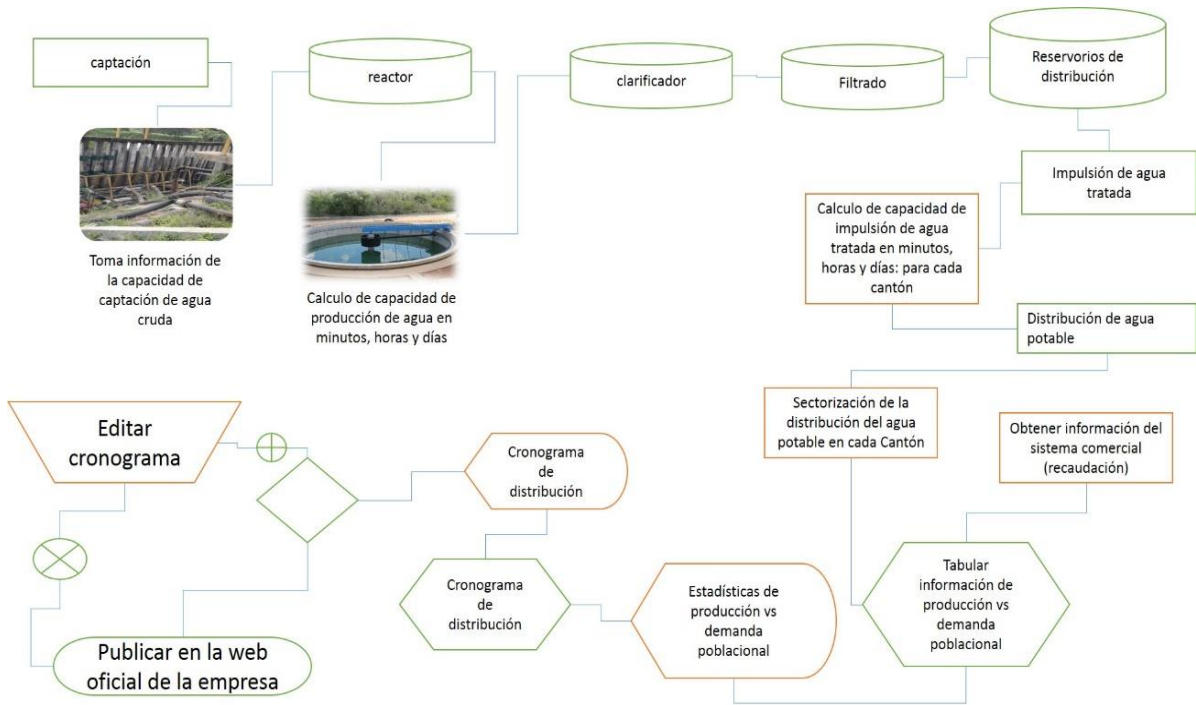 captación
reactor
clarificador
Filtrado
Reservorios de
distribución
Toma información de
la capacidad de
captación de agua
cruda
Calculo de capacidad de
producción de agua en
minutos, horas y días
Impulsión de agua
tratada
Calculo de capacidad de
impulsión de agua
tratada en minutos,
horas y días: para cada
cantón
Distribución de agua
potable
Sectorización de la
distribución del agua
potable en cada Cantón
Obtener información del
sistema comercial
(recaudación)
Tabular
información de
producción vs
demanda
poblacional
Estadísticas de
producción vs
demanda
poblacional
Cronograma
de
distribución
Cronograma
de
distribución
Editar
cronograma
Publicar en la web
oficial de la empresa